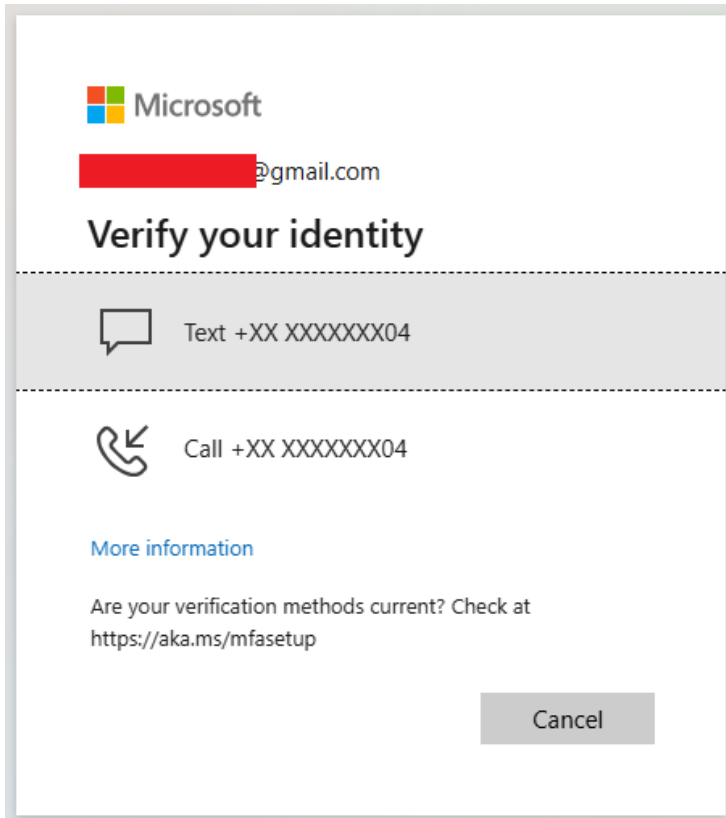 Microsoft
@gmail.com
Verify your identity
Text +XX XXXXXXX04
Call +XX XXXXXXX04
More information
Are your verification methods current? Check at
https://aka.ms/mfasetup
Cancel